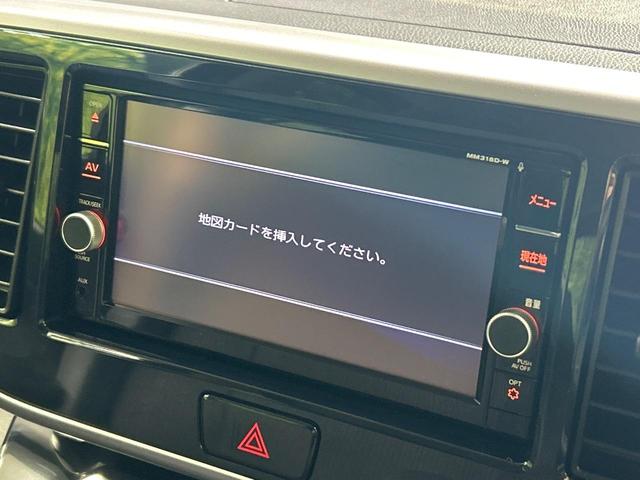 OPEN
AV
TRACK/SEEK
SOURCE
AUX
MM318D-W
地図カードを挿入してください。
メニュー
現在地
音量
PUSH
AV OFF
OPT